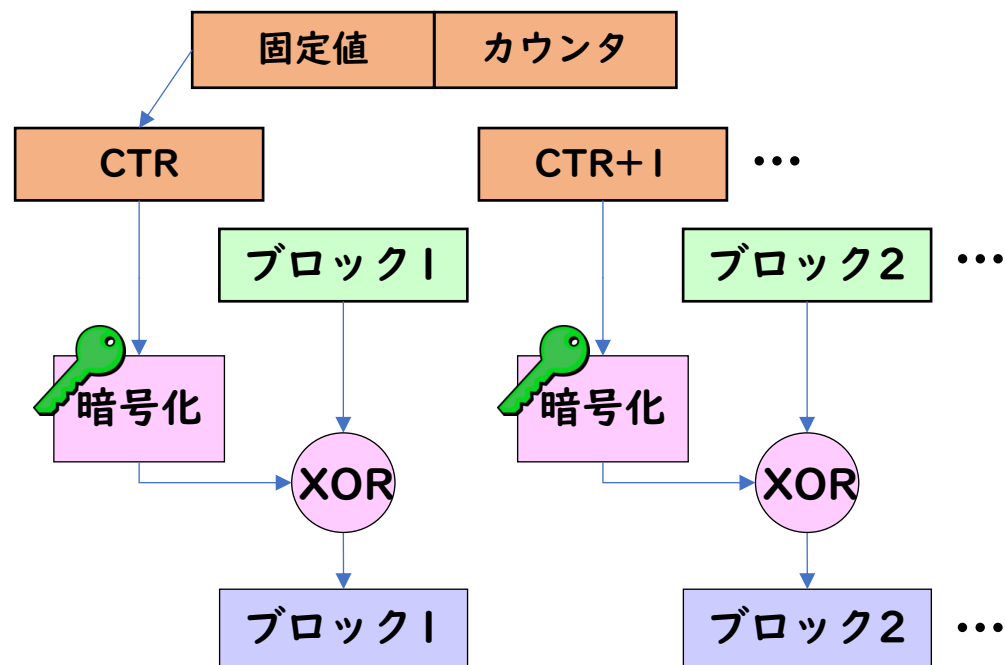 固定値 カウンタ
CTR CTR+1 …
ブロック1 ブロック2 …
暗号化 暗号化
XOR XOR
ブロック1 ブロック2 …